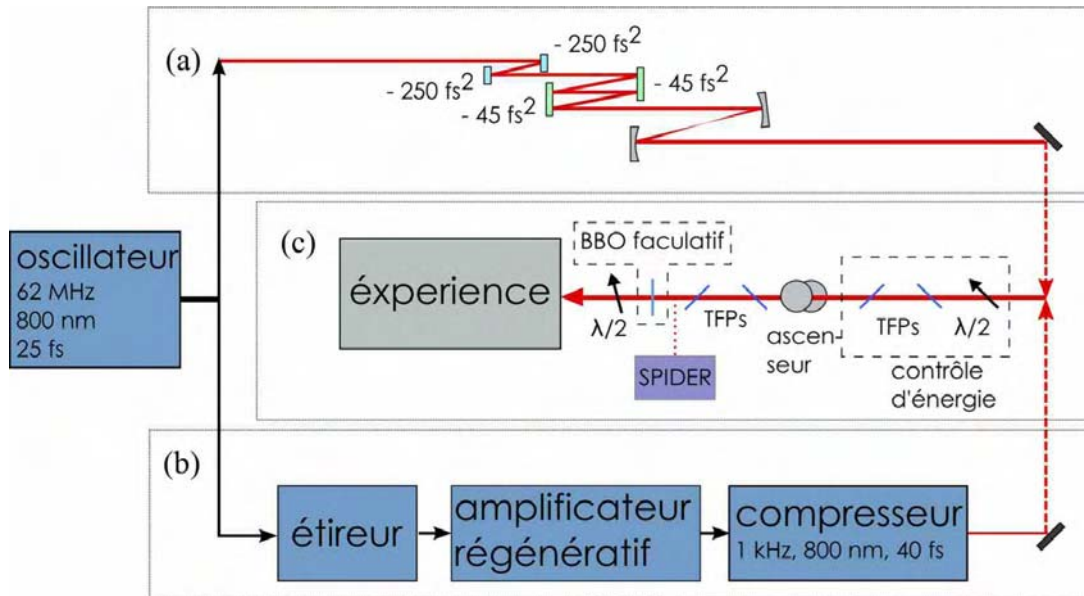 (a)
- 250 fs²
- 250 fs²
- 45 fs²
- 45 fs²
oscillateur
62 MHz
800 nm
25 fs
(c)
BBO faculatif
éxperience
λ/2
TFPs
SPIDER
ascen-
seur
TFPs
λ/2
contrôle
d'énergie
(b)
étireur
amplificateur
régénératif
compresseur
1 kHz, 800 nm, 40 fs